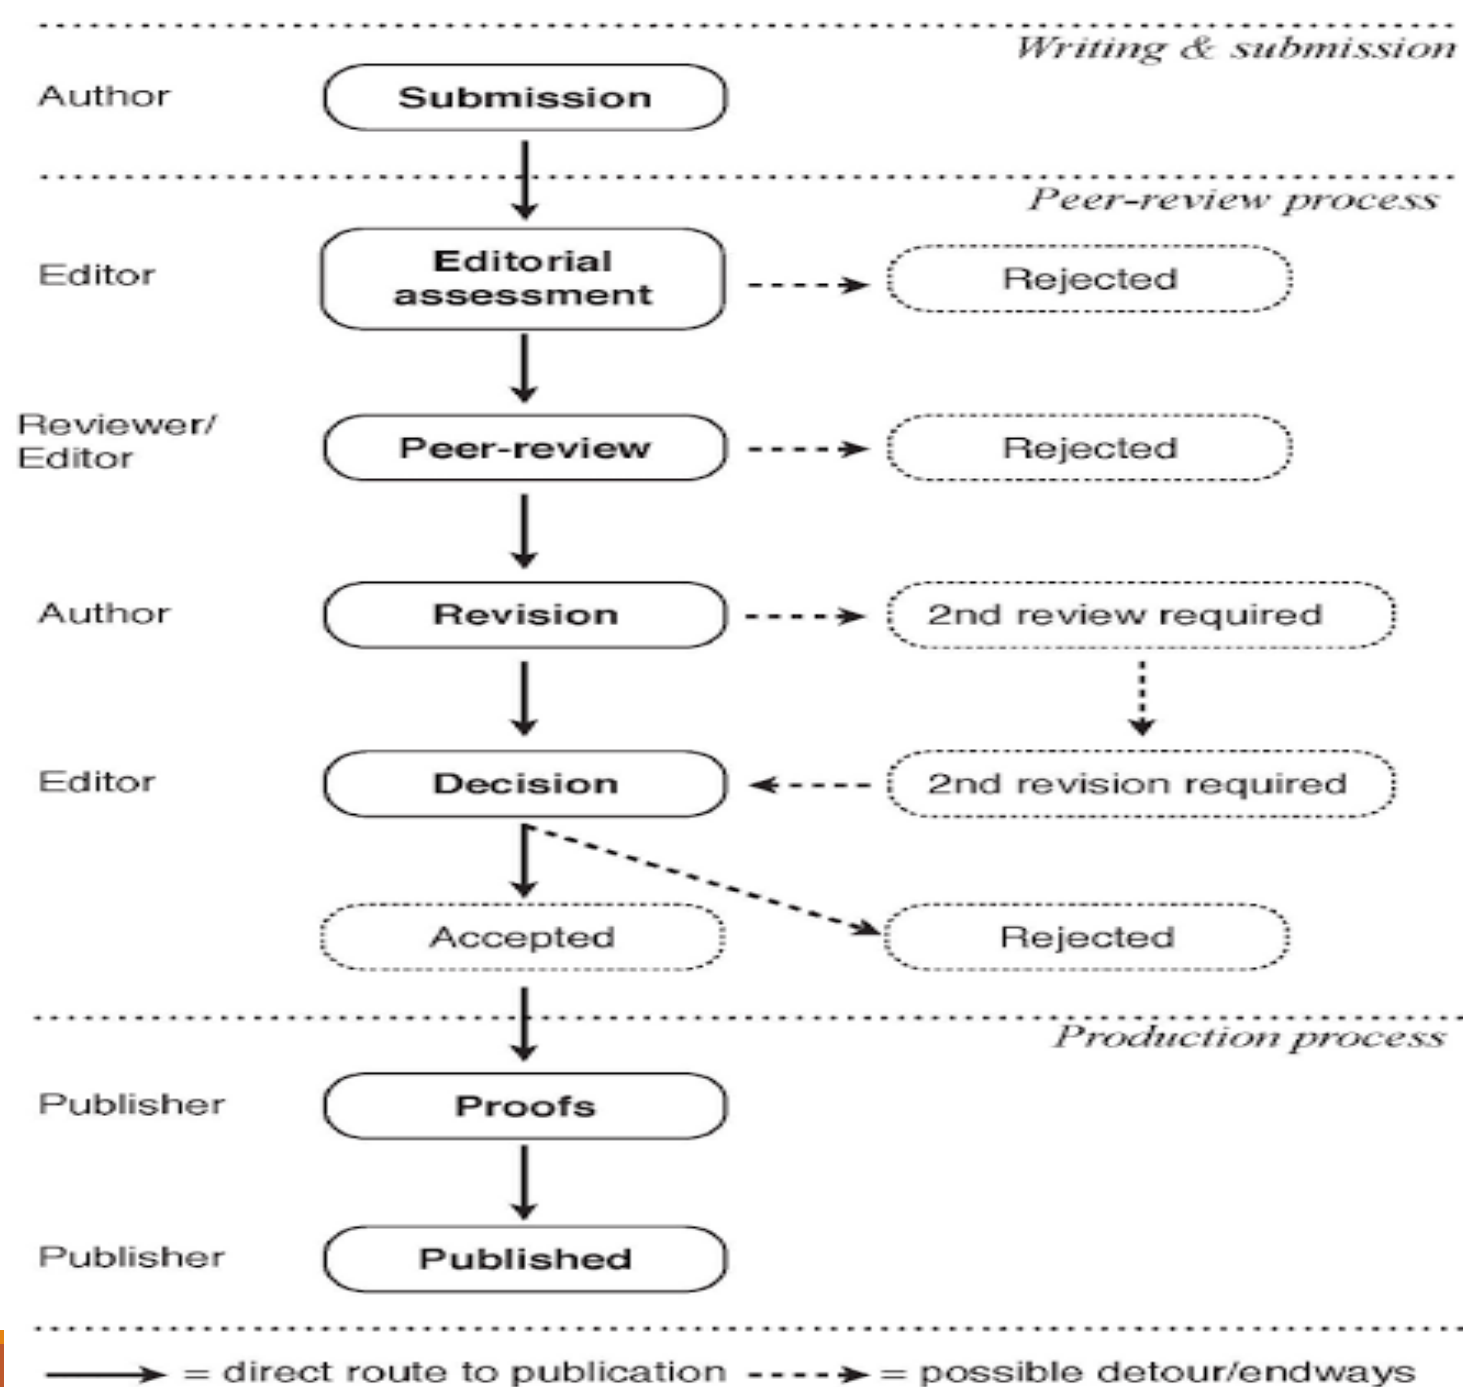 Writing & submission
Author
Submission
Peer-review process
Editor
Editorial
assessment
Rejected
Reviewer/
Editor
Peer-review
Rejected
Author
Revision
2nd review required
Editor
Decision
2nd revision required
Accepted
Rejected
Production process
Publisher
Proofs
Publisher
Published
= direct route to publication
= possible detour/endways